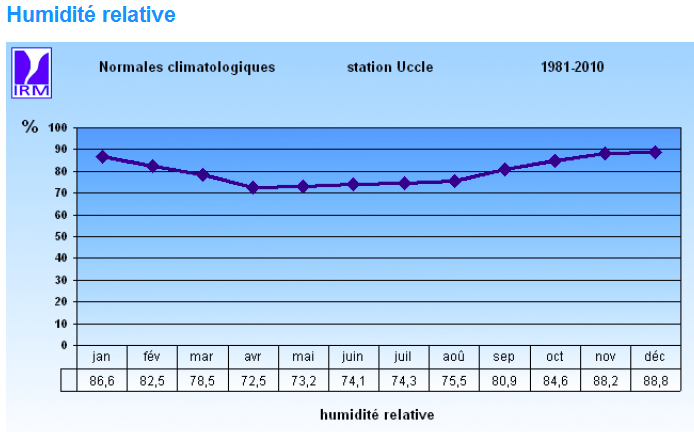 Humidité relative
IRM
Normales climatologiques station Uccle 1981-2010
%
100
90
80
70
60
50
40
30
20
10
0
jan fév mar avr mai juin juil aoû sep oct nov déc
86,6 82,5 78,5 72,5 73,2 74,1 74,3 75,5 80,9 84,6 88,2 88,8
humidité relative